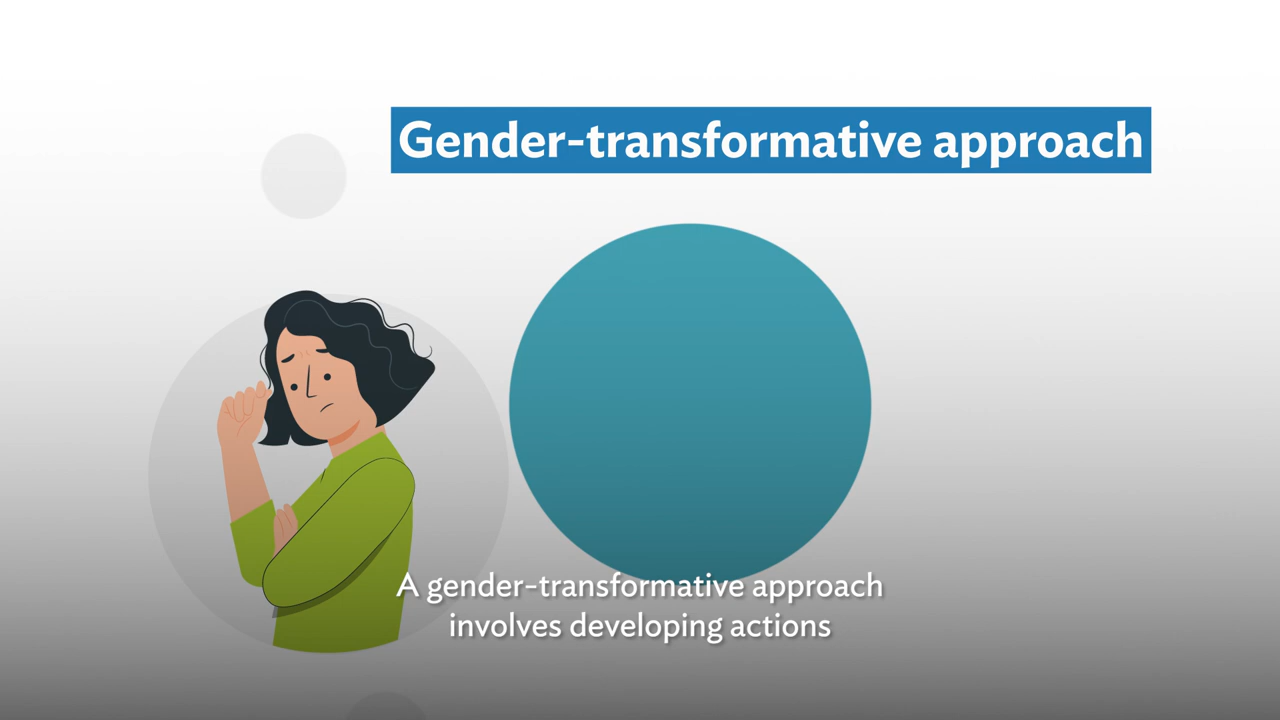 Gender-transformative approach
A gender-transformative approach
involves developing actions